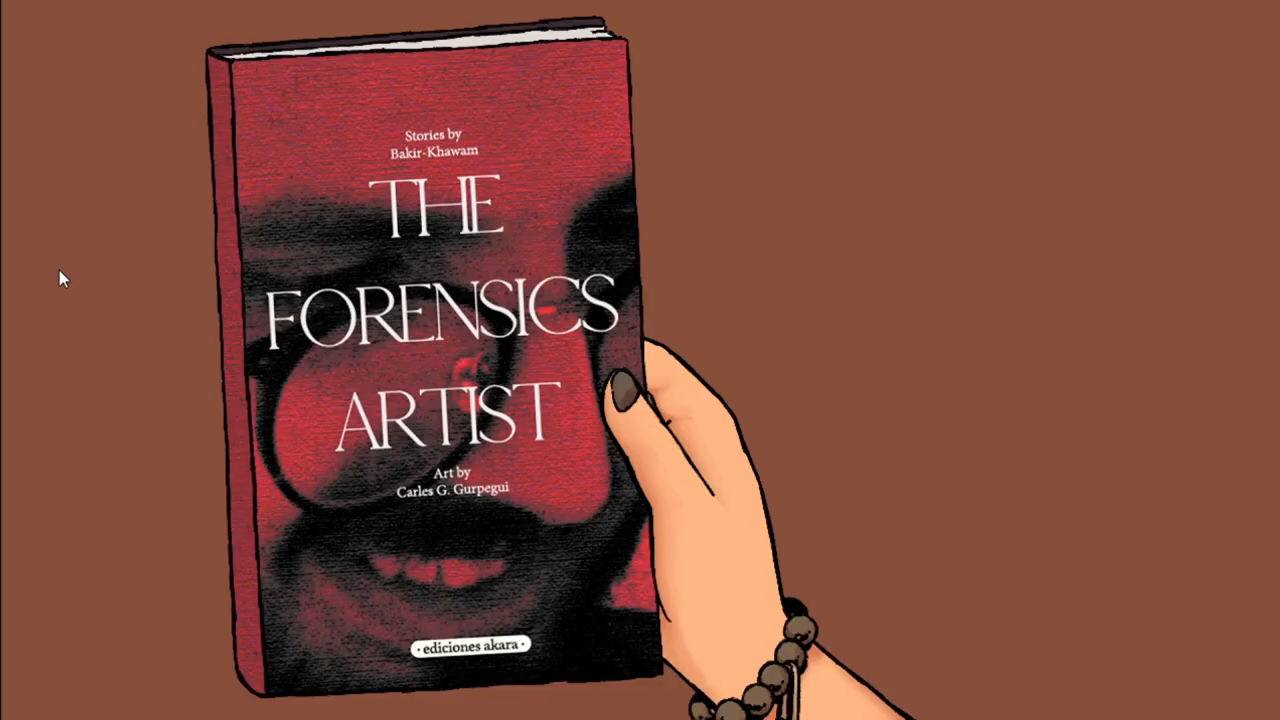 Stories by
Bakir-Khawam
THE
FORENSICS
ARTIST
Art by
Carles G. Gurpegui
· ediciones akara ·